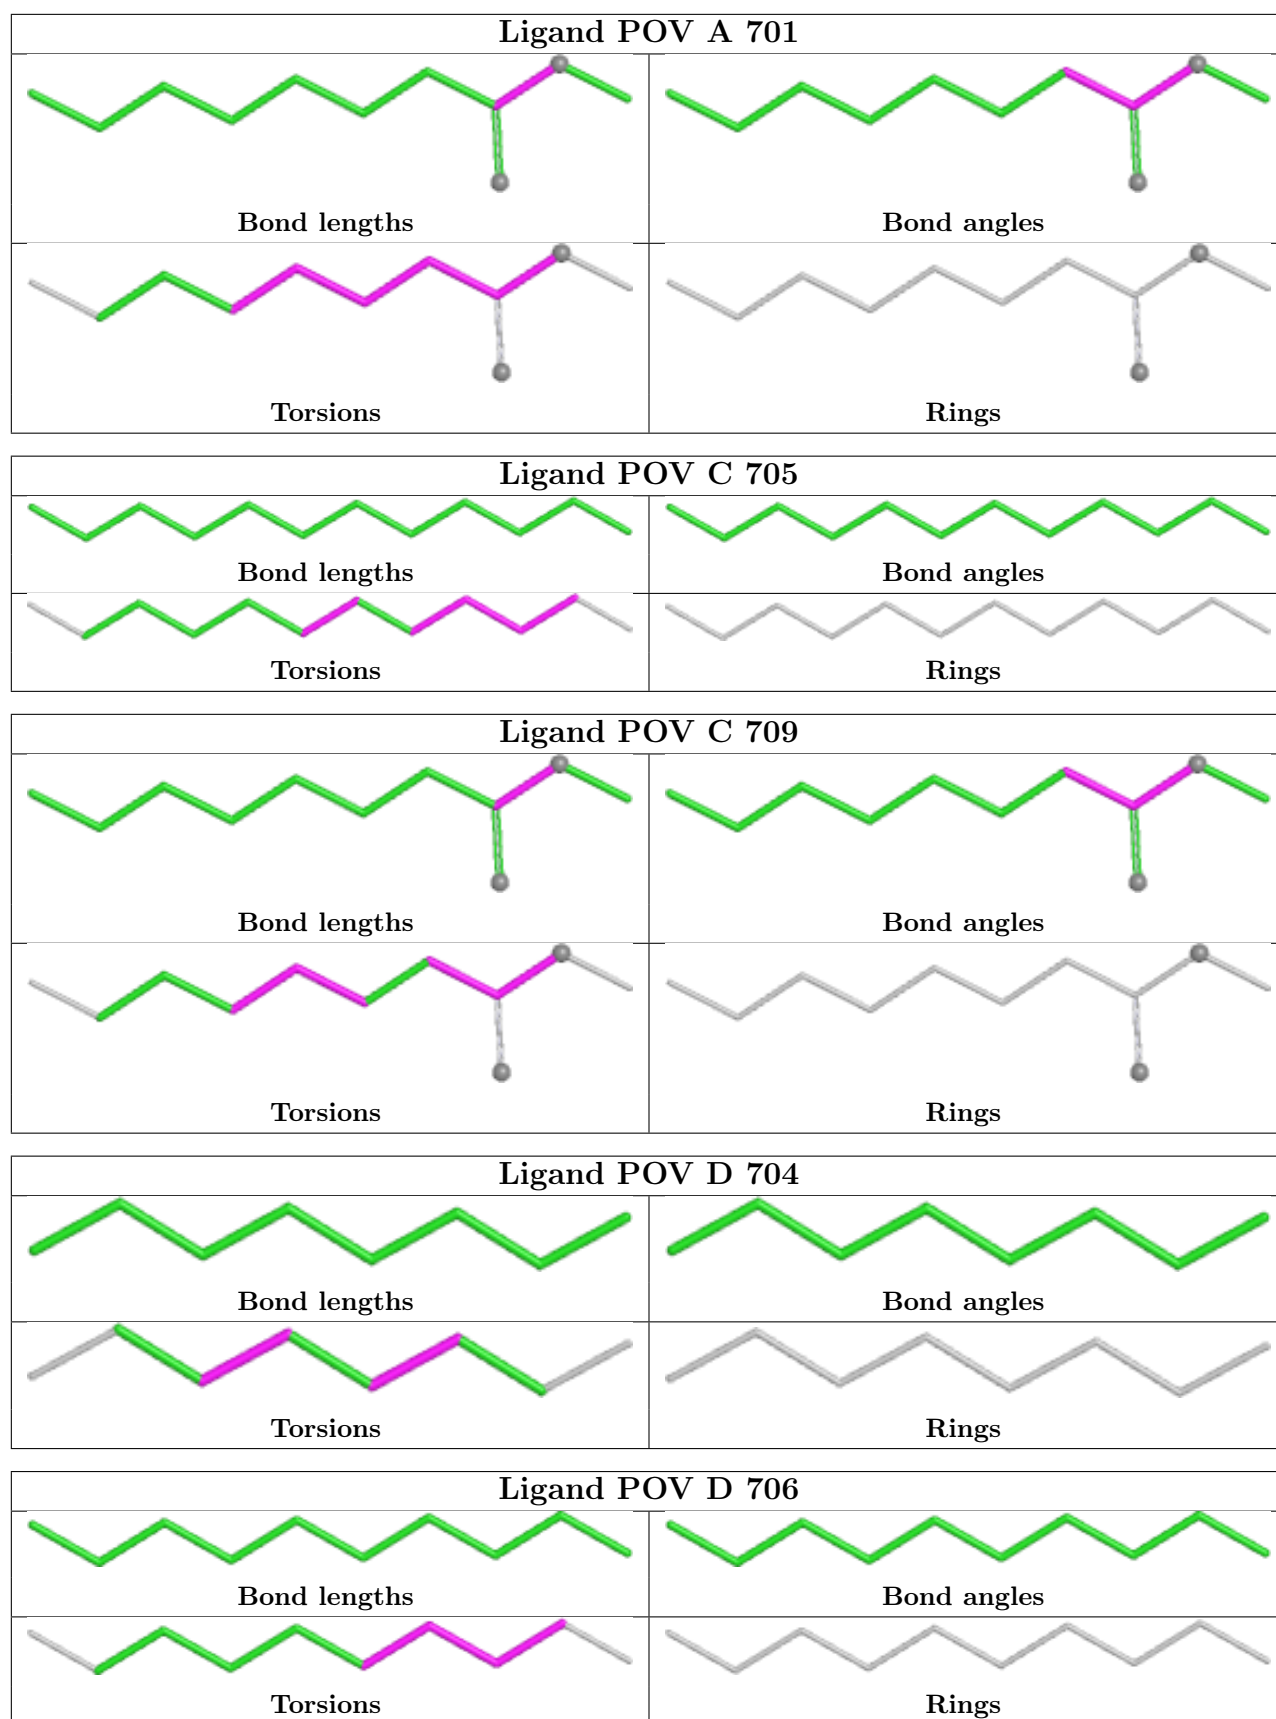 Ligand POV A 701
Bond lengths
Bond angles
Torsions
Rings
Ligand POV C 705
Bond lengths
Bond angles
Torsions
Rings
Ligand POV C 709
Bond lengths
Bond angles
Torsions
Rings
Ligand POV D 704
Bond lengths
Bond angles
Torsions
Rings
Ligand POV D 706
Bond lengths
Bond angles
Torsions
Rings